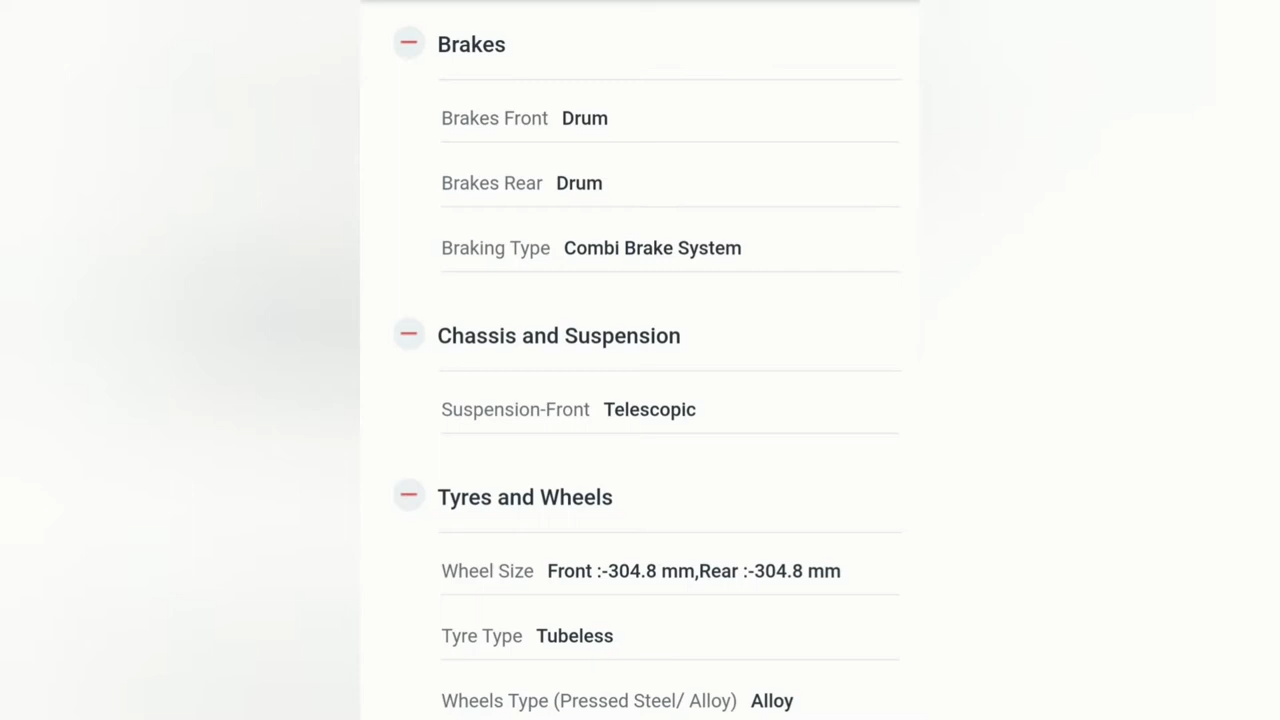 Brakes
Brakes Front Drum
Brakes Rear Drum
Braking Type Combi Brake System
Chassis and Suspension
Suspension-Front Telescopic
Tyres and Wheels
Wheel Size Front :-304.8 mm,Rear :-304.8 mm
Tyre Type Tubeless
Wheels Type (Pressed Steel/ Alloy) Alloy